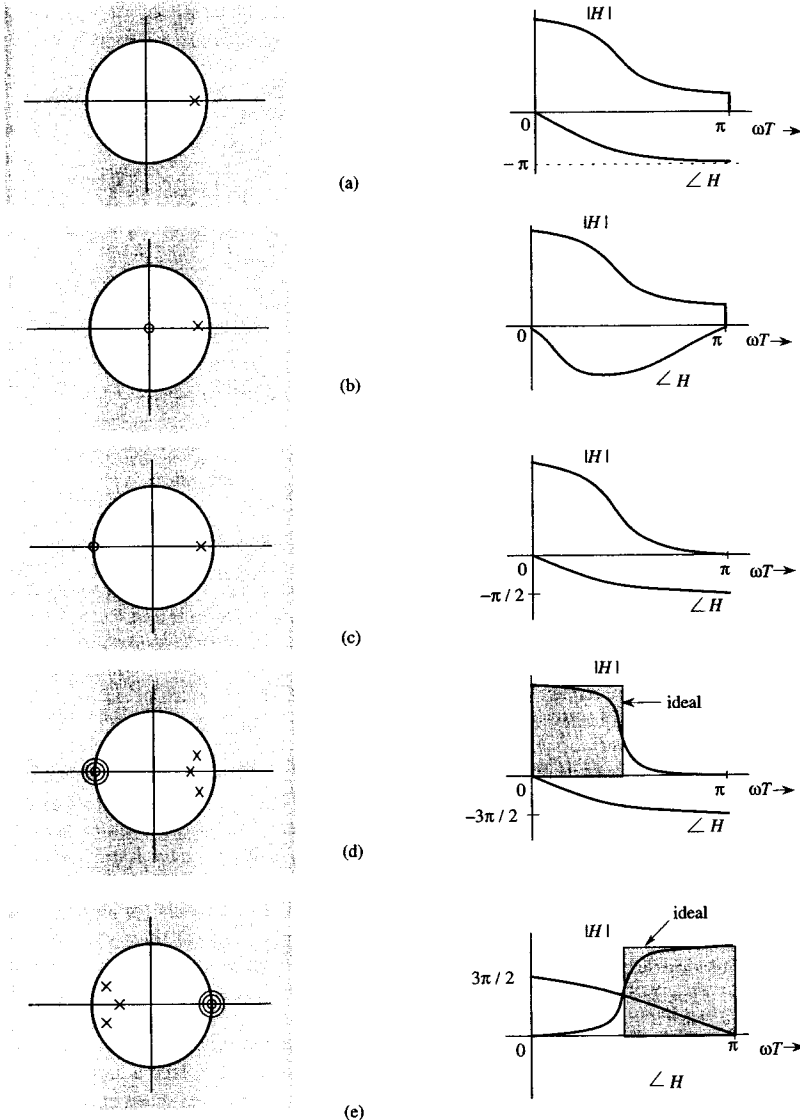 |H|
0
π
ωT→
−π
∠H
(a)
|H|
0
π
ωT→
∠H
(b)
|H|
0
π
ωT→
−π / 2
∠H
(c)
|H|
ideal
0
π
ωT→
−3π / 2
∠H
(d)
ideal
|H|
3π / 2
0
π
ωT→
∠H
(e)